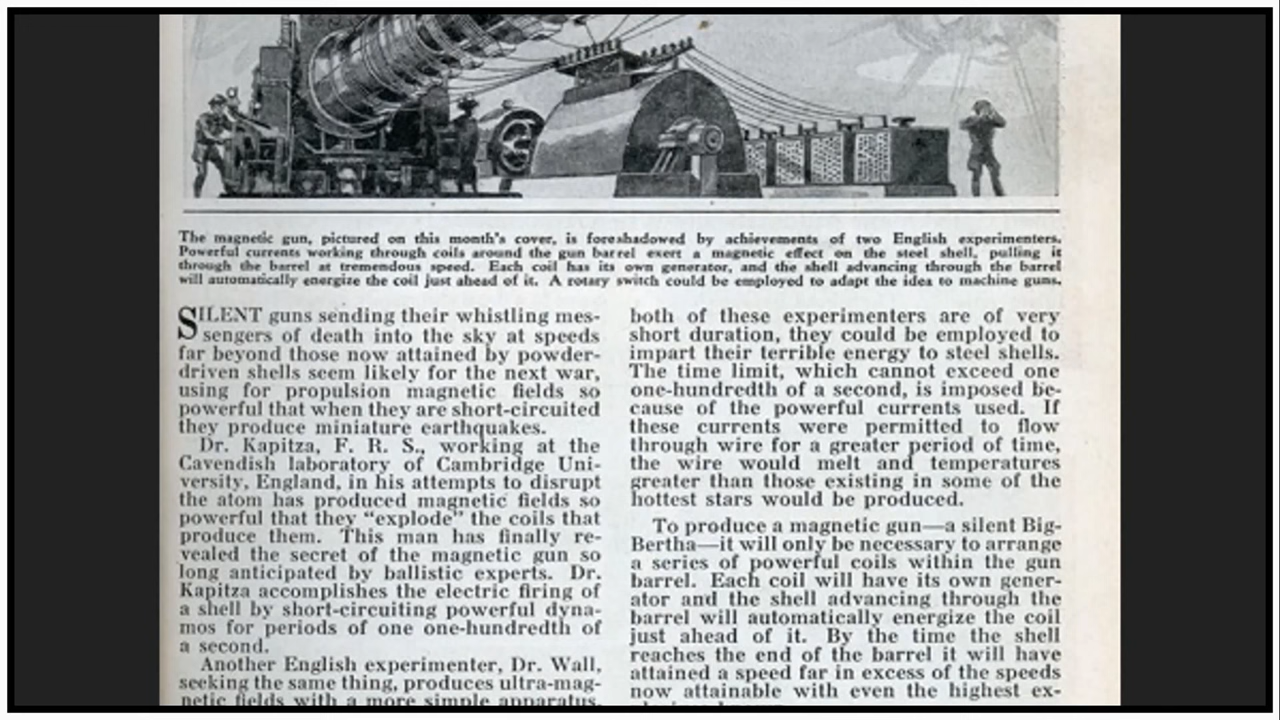 The magnetic gun, pictured on this month's cover, is foreshadowed by achievements of two English experimenters.
Powerful currents working through coils around the gun barrel exert a magnetic effect on the steel shell, pulling it
through the barrel at tremendous speed. Each coil has its own generator, and the shell advancing through the barrel
will automatically energize the coil just ahead of it. A rotary switch could be employed to adapt the idea to machine guns.
SILENT guns sending their whistling mes-
sengers of death into the sky at speeds
far beyond those now attained by powder-
driven shells seem likely for the next war,
using for propulsion magnetic fields so
powerful that when they are short-circuited
they produce miniature earthquakes.
Dr. Kapitza, F. R. S., working at the
Cavendish laboratory of Cambridge Uni-
versity, England, in his attempts to disrupt
the atom has produced magnetic fields so
powerful that they “explode” the coils that
produce them. This man has finally re-
vealed the secret of the magnetic gun so
long anticipated by ballistic experts. Dr.
Kapitza accomplishes the electric firing of
a shell by short-circuiting powerful dyna-
mos for periods of one one-hundredth of
a second.
Another English experimenter, Dr. Wall,
seeking the same thing, produces ultra-mag-
netic fields with a more simple apparatus.
both of these experimenters are of very
short duration, they could be employed to
impart their terrible energy to steel shells.
The time limit, which cannot exceed one
one-hundredth of a second, is imposed be-
cause of the powerful currents used. If
these currents were permitted to flow
through wire for a greater period of time,
the wire would melt and temperatures
greater than those existing in some of the
hottest stars would be produced.
To produce a magnetic gun—a silent Big-
Bertha—it will only be necessary to arrange
a series of powerful coils within the gun
barrel. Each coil will have its own gener-
ator and the shell advancing through the
barrel will automatically energize the coil
just ahead of it. By the time the shell
reaches the end of the barrel it will have
attained a speed far in excess of the speeds
now attainable with even the highest ex-